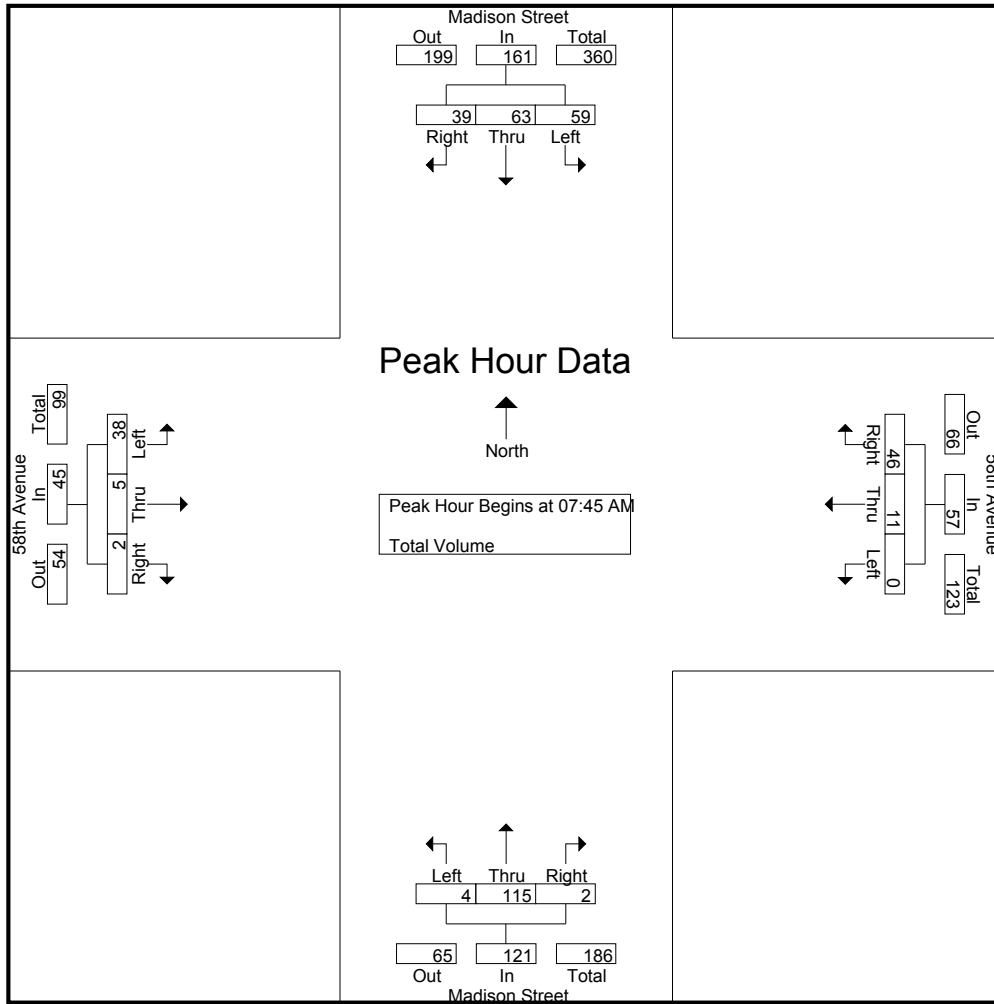 Madison Street
Out In Total
199 161 360
39 63 59
Right Thru Left
Peak Hour Data
North
Peak Hour Begins at 07:45 AM
Total Volume
58th Avenue
Out In Total
54 45 99
38 5 2
Left Thru Right
58th Avenue
Out In Total
66 57 123
46 11 0
Right Thru Left
Left Thru Right
4 115 2
65 121 186
Out In Total
Madison Street